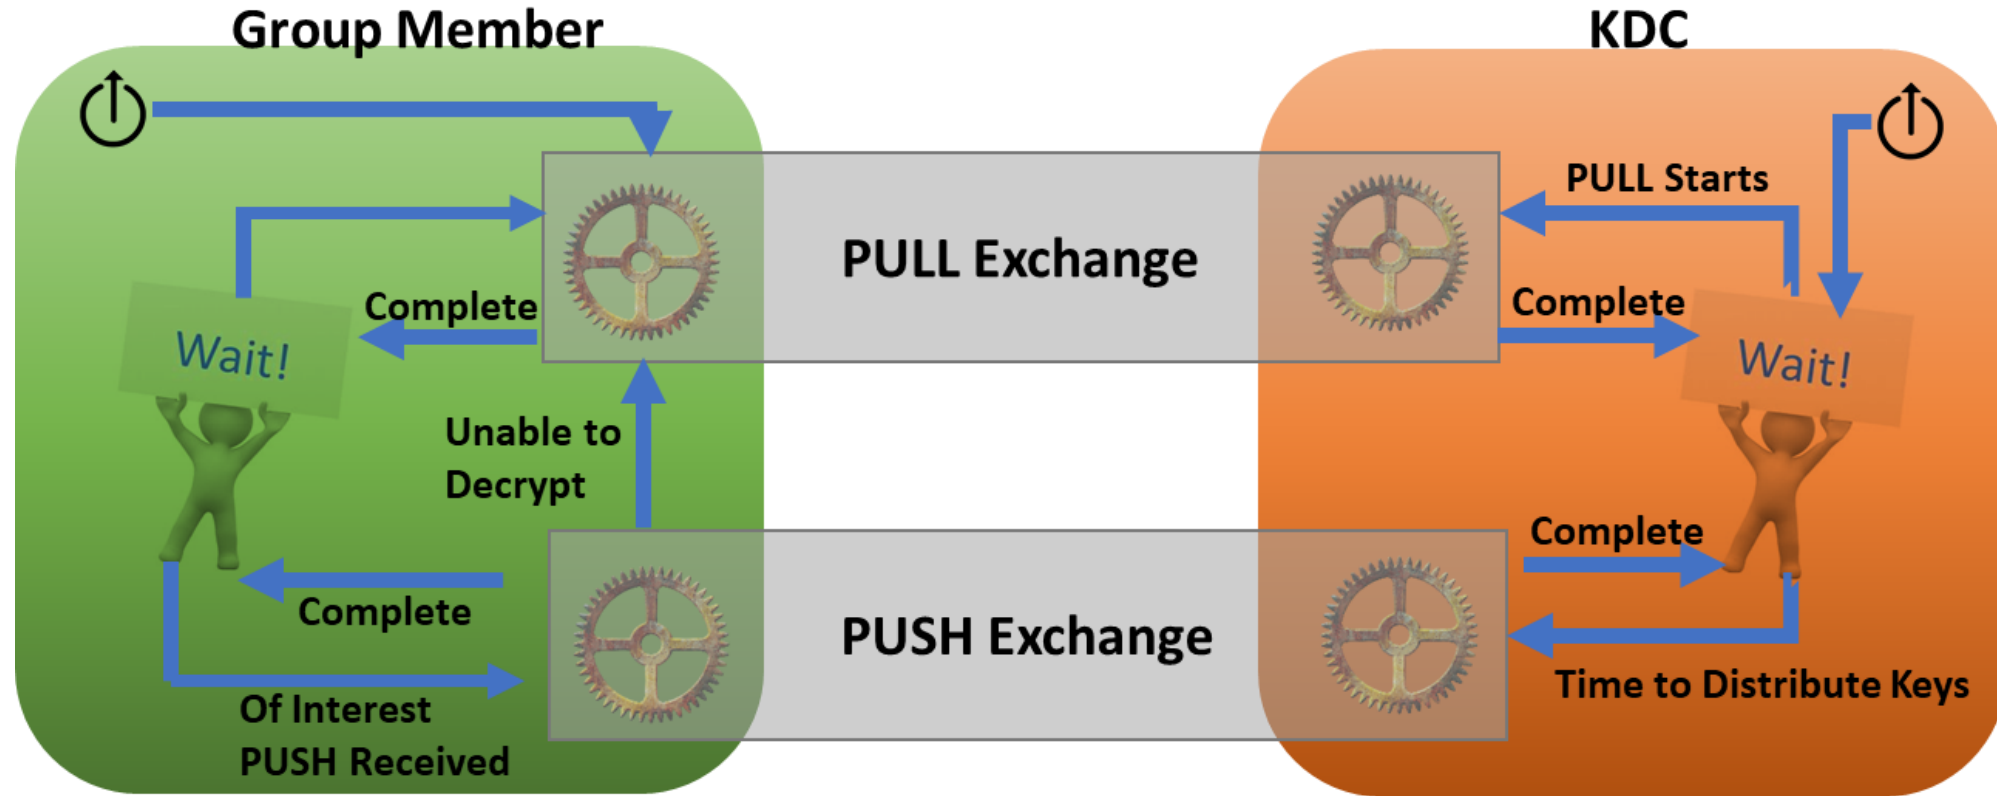 Group Member
KDC
PULL Starts
PULL Exchange
Complete
Complete
Wait!
Wait!
Unable to
Decrypt
Complete
Complete
PUSH Exchange
Time to Distribute Keys
Of Interest
PUSH Received